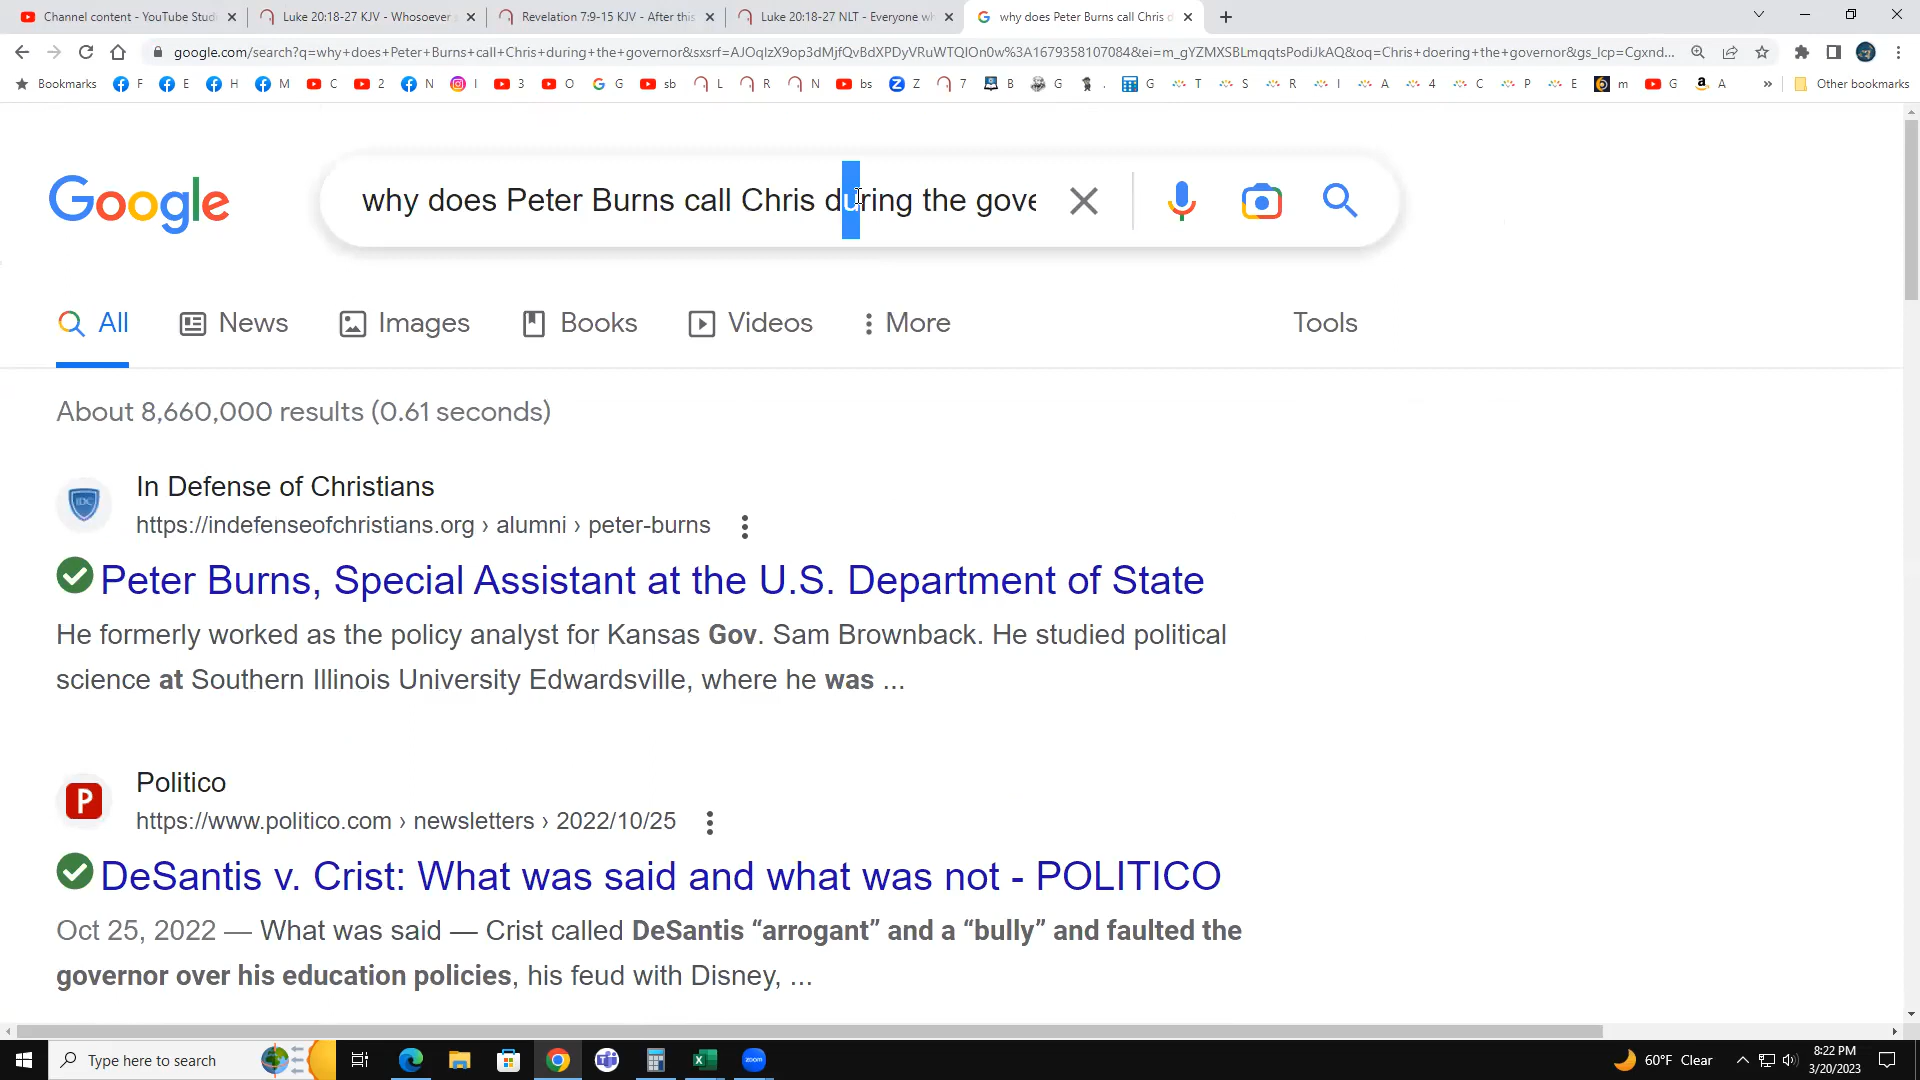 Channel content - YouTube Stud
Luke 20:18-27 KJV - Whosoever s
Revelation 7:9-15 KJV - After this
Luke 20:18-27 NLT - Everyone wh
why does Peter Burns call Chris d
google.com/search?q=why+does+Peter+Burns+call+Chris+during+the+governor&sxsrf=AJOqlzX9op3dMjfQvBdXPDyVRuWTQIOn0w%3A1679358107084&ei=m_gYZMXSBLmqqtsPodiJkAQ&oq=Chris+doering+the+governor&gs_lcp=Cgxnd...
Bookmarks F E H M C 2 N I 3 O G sb L R N bs Z 7 B G . G T S R I A 4 C P E m G A » Other bookmarks
Google
why does Peter Burns call Chris during the gove
All News Images Books Videos More Tools
About 8,660,000 results (0.61 seconds)
IDC
In Defense of Christians
https://indefenseofchristians.org › alumni › peter-burns
Peter Burns, Special Assistant at the U.S. Department of State
He formerly worked as the policy analyst for Kansas Gov. Sam Brownback. He studied political
science at Southern Illinois University Edwardsville, where he was ...
P
Politico
https://www.politico.com › newsletters › 2022/10/25
DeSantis v. Crist: What was said and what was not - POLITICO
Oct 25, 2022 — What was said — Crist called DeSantis “arrogant” and a “bully” and faulted the
governor over his education policies, his feud with Disney, ...
Type here to search
zoom
60°F Clear
8:22 PM
3/20/2023